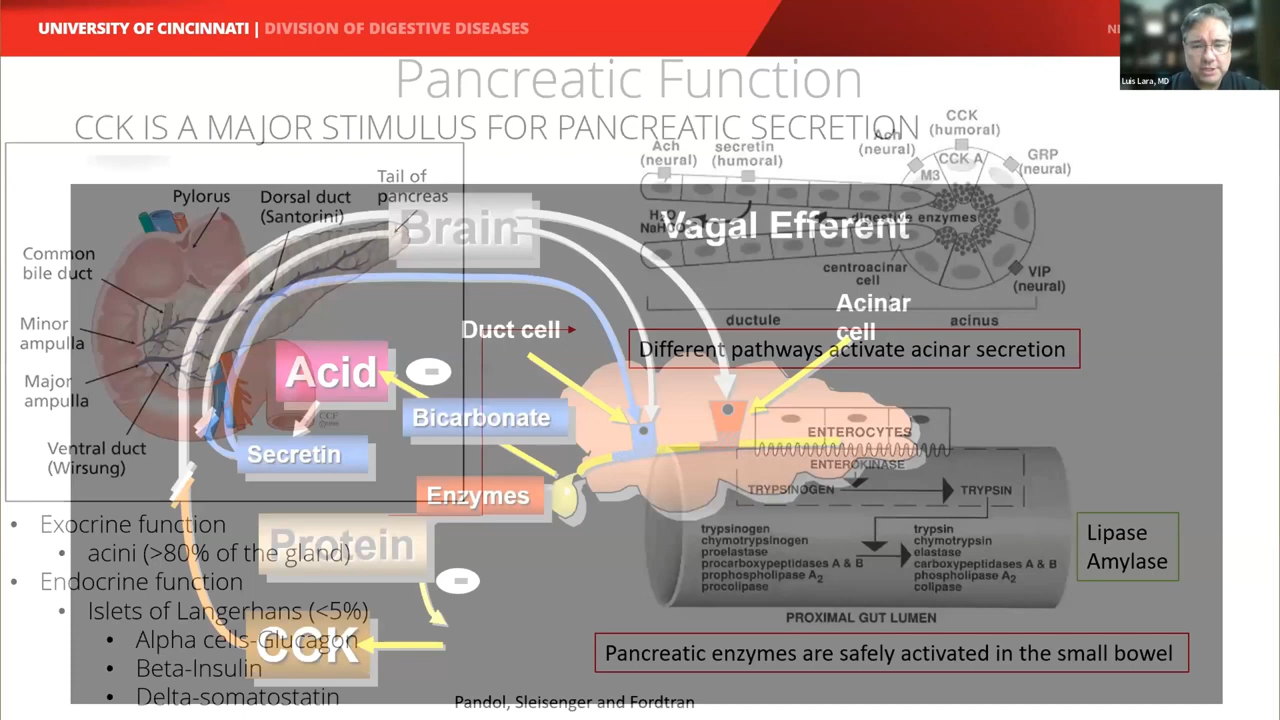 UNIVERSITY OF CINCINNATI | DIVISION OF DIGESTIVE DISEASES
Luis Lara, MD
Pancreatic Function
CCK IS A MAJOR STIMULUS FOR PANCREATIC SECRETION
Pylorus
Dorsal duct
(Santorini)
Tail of
pancreas
Common
bile duct
Minor
ampulla
Major
ampulla
Ventral duct
(Wirsung)
Brain
Vagal Efferent
Duct cell
Acinar
cell
Acid
-
Bicarbonate
Secretin
Enzymes
Protein
-
CCK
Ach
(neural)
secretin
(humoral)
Ach
(neural)
CCK
(humoral)
GRP
(neural)
CCK A
M3
H2O
NaHCO
digestive enzymes
centroacinar
cell
VIP
(neural)
ductule
acinus
Different pathways activate acinar secretion
ENTEROCYTES
ENTEROKINASE
TRYPSINOGEN
TRYPSIN
trypsinogen
chymotrypsinogen
proelastase
procarboxypeptidases A & B
prophospholipase A2
procolipase
trypsin
chymotrypsin
elastase
carboxypeptidases A & B
phospholipase A2
colipase
PROXIMAL GUT LUMEN
Lipase
Amylase
Pancreatic enzymes are safely activated in the small bowel
• Exocrine function
• acini (>80% of the gland)
• Endocrine function
• Islets of Langerhans (<5%)
• Alpha cells-Glucagon
• Beta-Insulin
• Delta-somatostatin
Pandol, Sleisenger and Fordtran